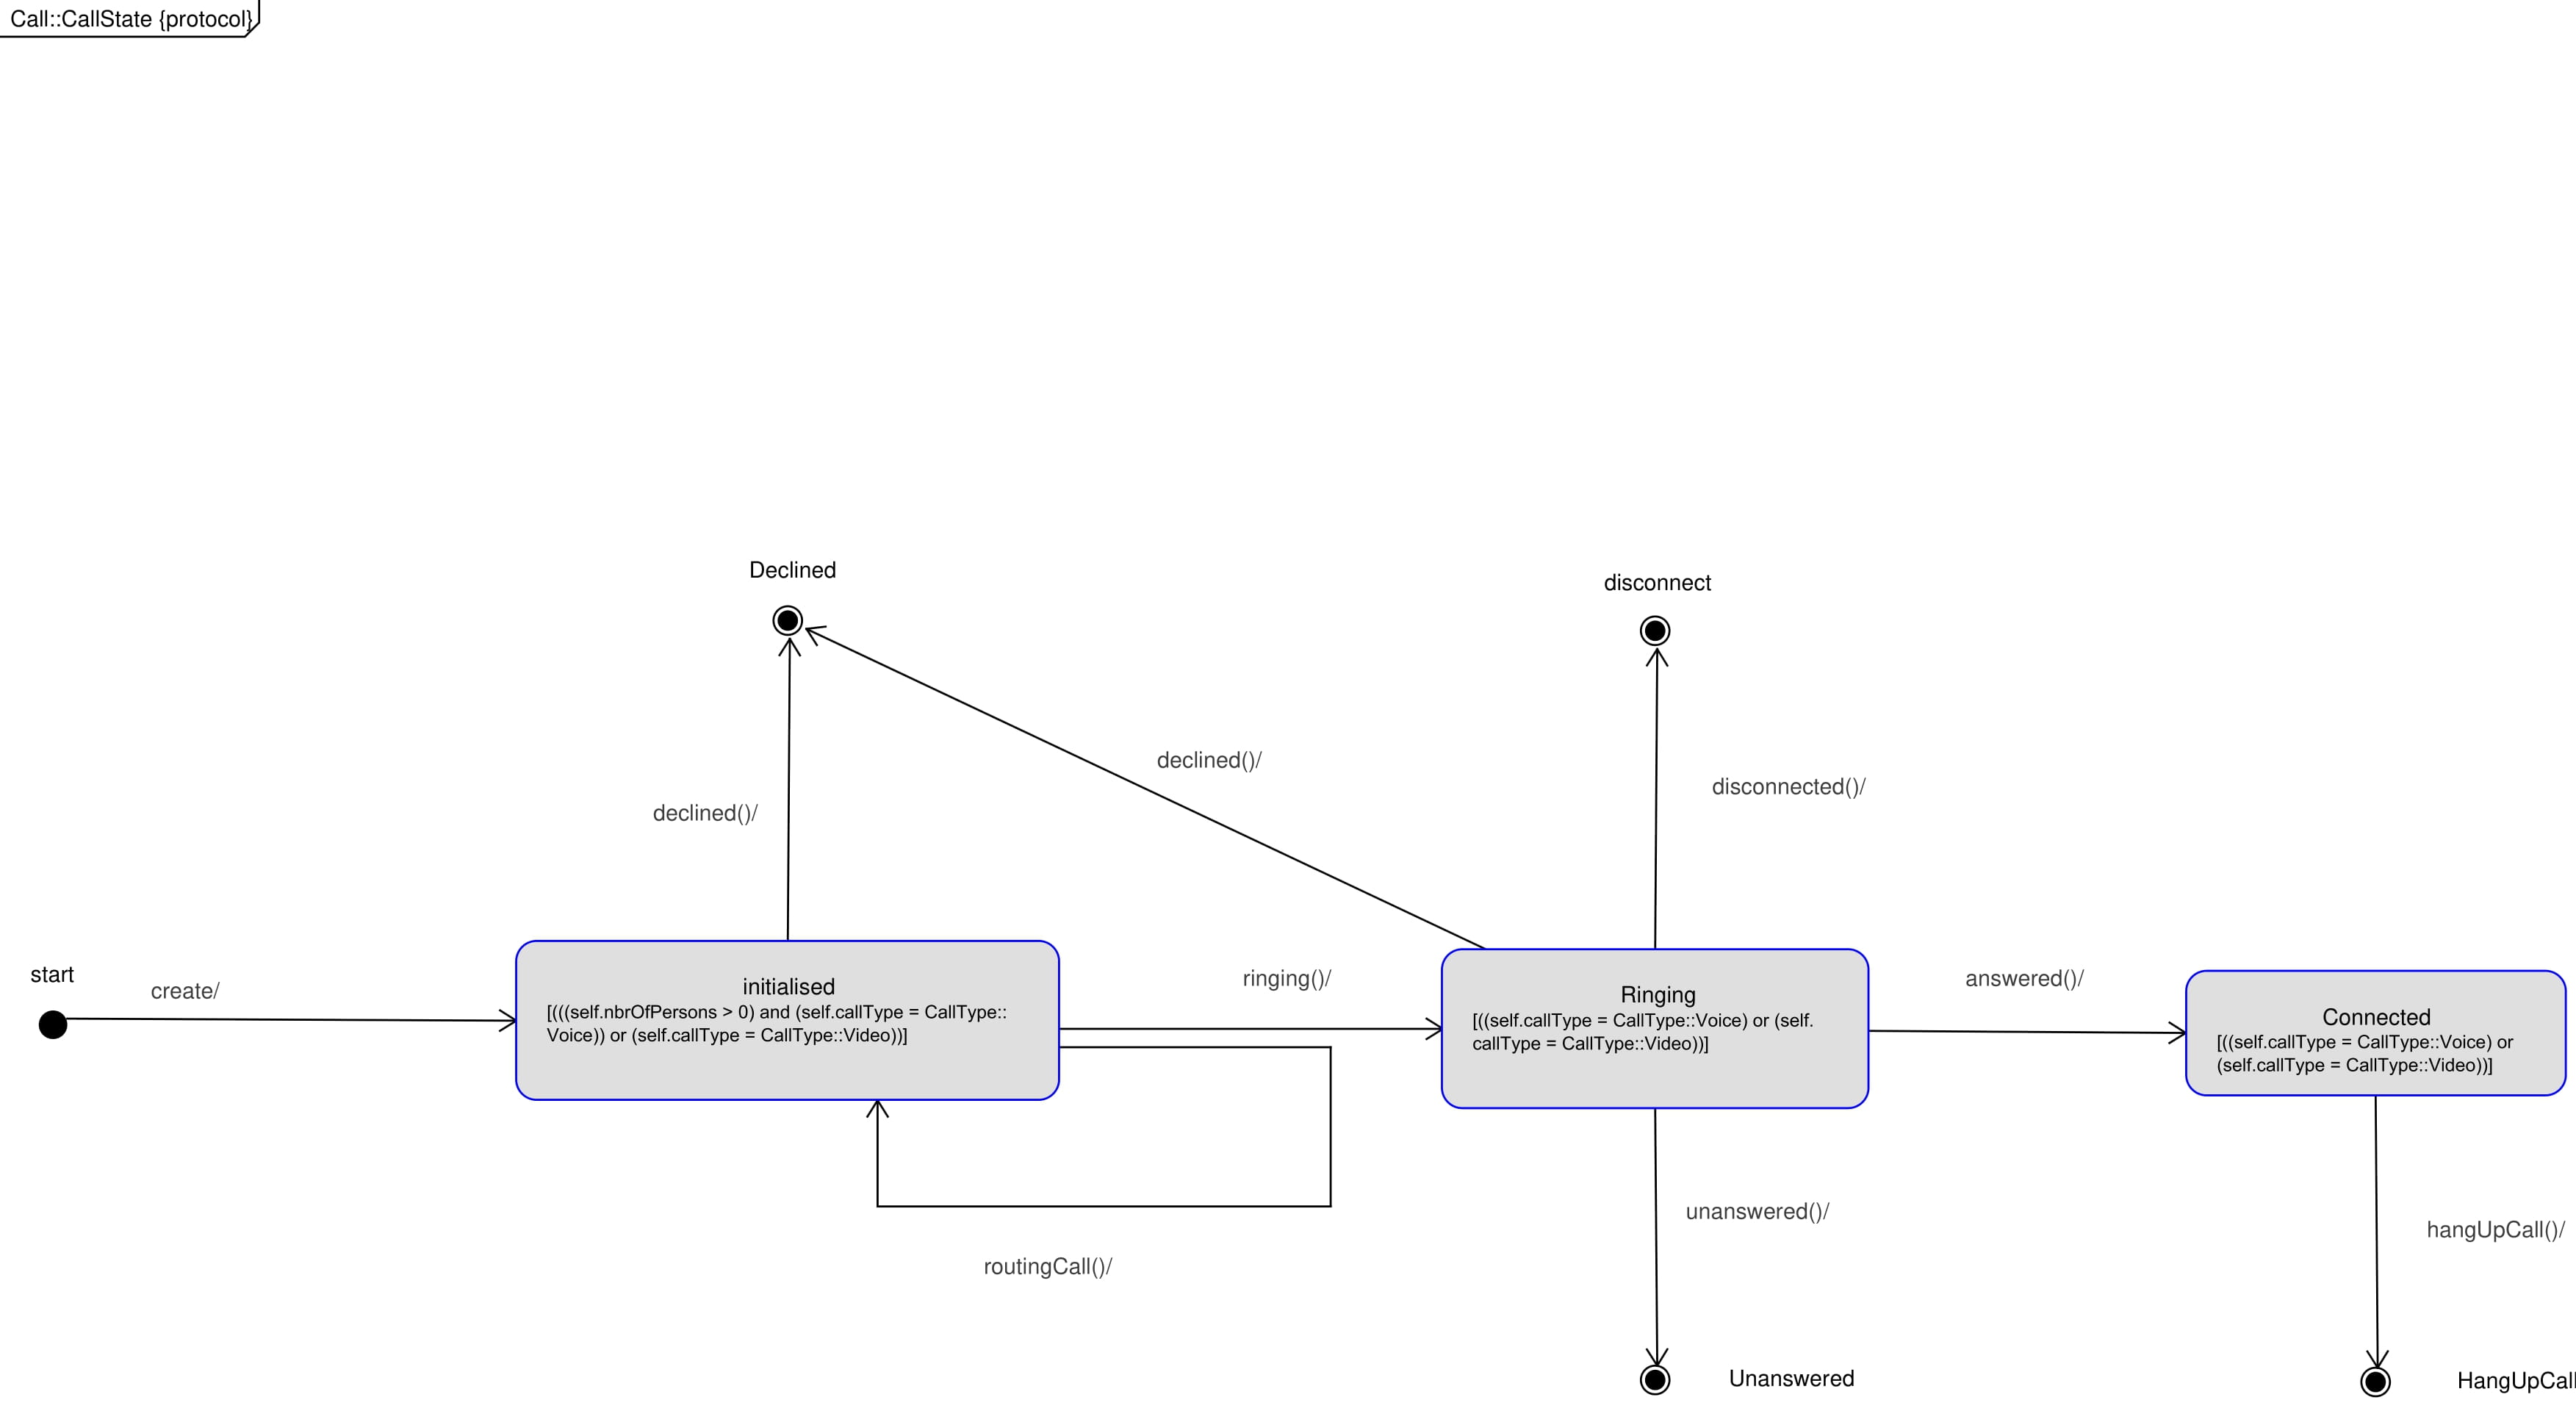 Call::CallState {protocol}
Declined
disconnect
declined()/
disconnected()/
declined()/
start
create/
initialised
[(((self.nbrOfPersons > 0) and (self.callType = CallType::
Voice)) or (self.callType = CallType::Video))]
ringing()/
Ringing
[((self.callType = CallType::Voice) or (self.
callType = CallType::Video))]
answered()/
Connected
[((self.callType = CallType::Voice) or
(self.callType = CallType::Video))]
routingCall()/
unanswered()/
hangUpCall()/
Unanswered
HangUpCall